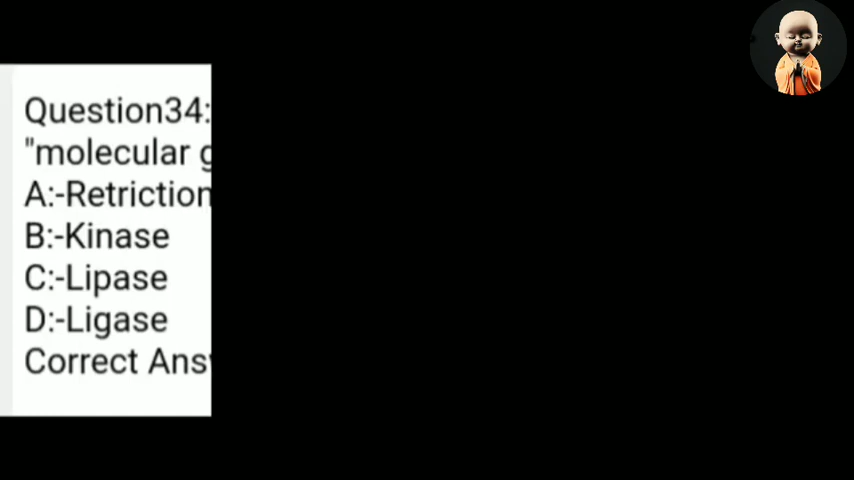 Question34:
"molecular g
A:-Retriction
B:-Kinase
C:-Lipase
D:-Ligase
Correct Ans